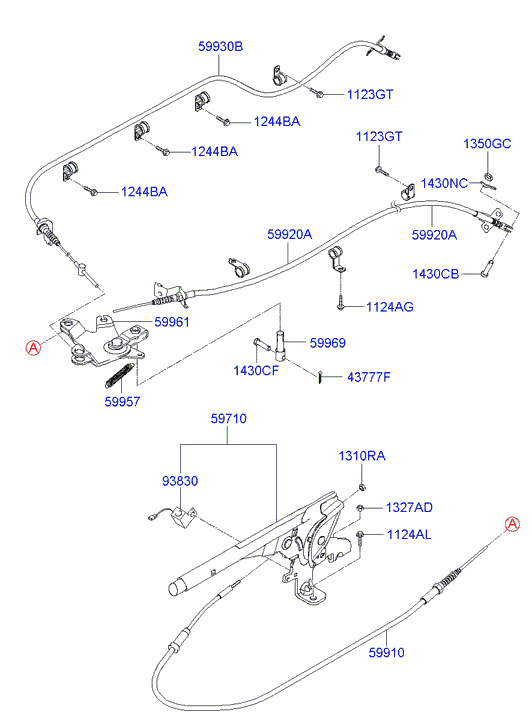 59930B
1123GT
1244BA
1123GT
1350GC
1244BA
1430NC
1244BA
59920A
59920A
1430CB
1124AG
59961
A
59969
1430CF
43777F
59957
59710
1310RA
93830
1327AD
A
1124AL
59910